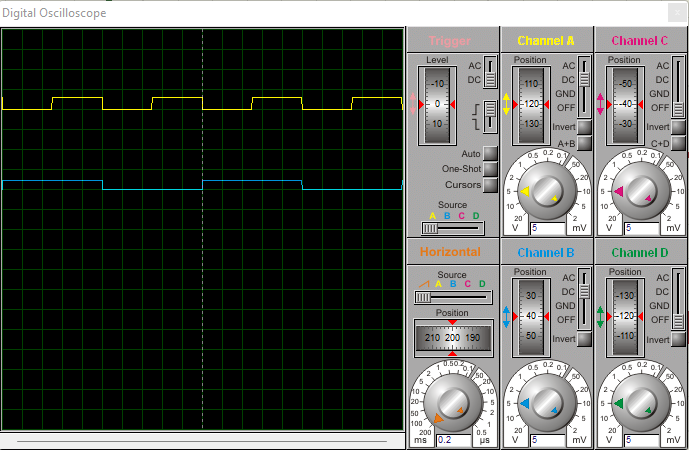 Digital Oscilloscope
x
Trigger
Level
-10
0
10
AC
DC
Auto
One-Shot
Cursors
Source
A B C D
Channel A
Position
110
120
130
AC
DC
GND
OFF
Invert
A+B
0.2 0.1
0.5 50
1 20
2 10
5 5
10 2
20
V 5 mV
Channel C
Position
-50
-40
-30
AC
DC
GND
OFF
Invert
C+D
0.2 0.1
0.5 50
1 20
2 10
5 5
10 2
20
V 5 mV
Horizontal
Source
A B C D
Position
210 200 190
1 0.5 0.2 0.1
2 50
5 20
10 10
20 5
50 2
100 1
200 0.5
ms 0.2 µs
Channel B
Position
30
40
50
AC
DC
GND
OFF
Invert
0.2 0.1
0.5 50
1 20
2 10
5 5
10 2
20
V 5 mV
Channel D
Position
-130
-120
-110
AC
DC
GND
OFF
Invert
0.2 0.1
0.5 50
1 20
2 10
5 5
10 2
20
V 5 mV